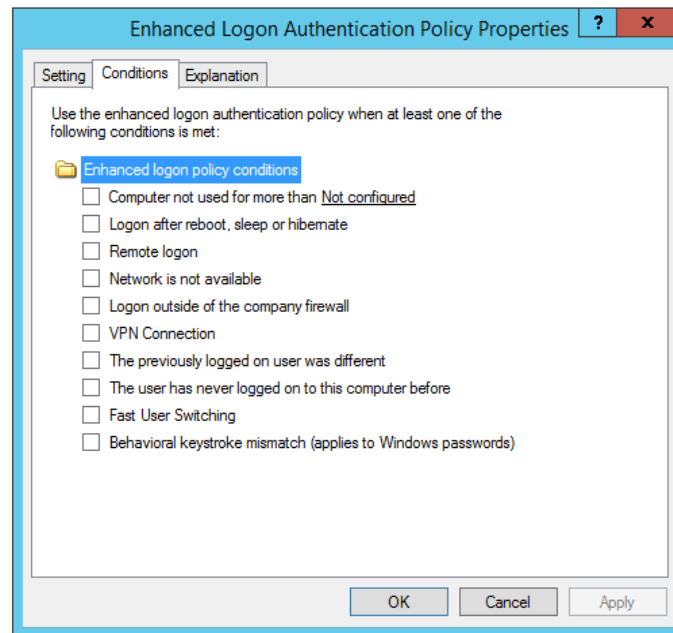 Enhanced Logon Authentication Policy Properties ? x
Setting Conditions Explanation
Use the enhanced logon authentication policy when at least one of the
following conditions is met:
Enhanced logon policy conditions
Computer not used for more than Not configured
Logon after reboot, sleep or hibernate
Remote logon
Network is not available
Logon outside of the company firewall
VPN Connection
The previously logged on user was different
The user has never logged on to this computer before
Fast User Switching
Behavioral keystroke mismatch (applies to Windows passwords)
OK Cancel Apply